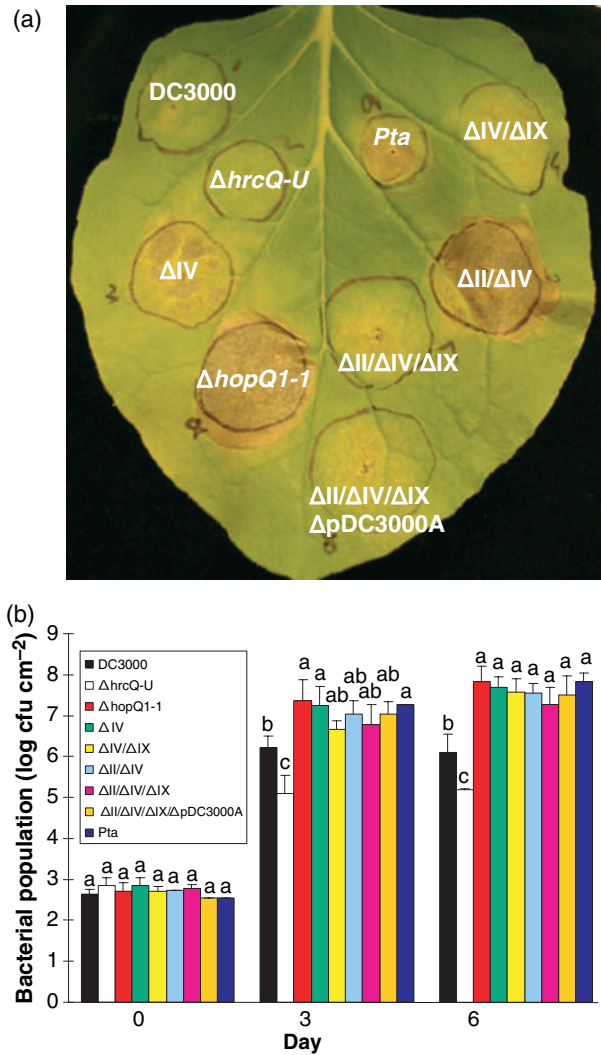 (a)
DC3000
ΔhrcQ-U
Pta
ΔIV/ΔIX
ΔIV
ΔII/ΔIV
ΔhopQ1-1
ΔII/ΔIV/ΔIX
ΔII/ΔIV/ΔIX
ΔpDC3000A
(b)
Bacterial population (log cfu cm⁻²)
9
8
7
6
5
4
3
2
1
0
DC3000
ΔhrcQ-U
ΔhopQ1-1
Δ IV
ΔIV/ΔIX
ΔII/ΔIV
ΔII/ΔIV/ΔIX
ΔII/ΔIV/ΔIX/ΔpDC3000A
Pta
a a a a a a a a a
b c a a ab ab ab ab a
b c a a a a a a a
0 3 6
Day